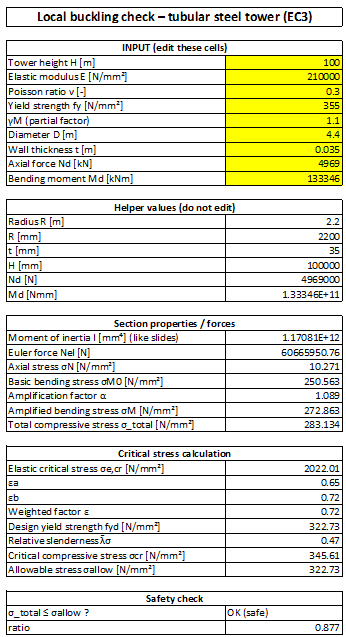 Local buckling check – tubular steel tower (EC3)
INPUT (edit these cells)
Tower height H [m] 100
Elastic modulus E [N/mm²] 210000
Poisson ratio ν [-] 0.3
Yield strength fy [N/mm²] 355
γM (partial factor) 1.1
Diameter D [m] 4.4
Wall thickness t [m] 0.035
Axial force Nd [kN] 4969
Bending moment Md [kNm] 133346
Helper values (do not edit)
Radius R [m] 2.2
R [mm] 2200
t [mm] 35
H [mm] 100000
Nd [N] 4969000
Md [Nmm] 1.33346E+11
Section properties / forces
Moment of inertia I [mm⁴] (like slides) 1.17081E+12
Euler force Nel [N] 60665950.76
Axial stress σN [N/mm²] 10.271
Basic bending stress σM0 [N/mm²] 250.563
Amplification factor α 1.089
Amplified bending stress σM [N/mm²] 272.863
Total compressive stress σ_total [N/mm²] 283.134
Critical stress calculation
Elastic critical stress σe,cr [N/mm²] 2022.01
εa 0.65
εb 0.72
Weighted factor ε 0.72
Design yield strength fyd [N/mm²] 322.73
Relative slenderness λ̄σ 0.47
Critical compressive stress σcr [N/mm²] 345.61
Allowable stress σallow [N/mm²] 322.73
Safety check
σ_total ≤ σallow ? OK (safe)
ratio 0.877